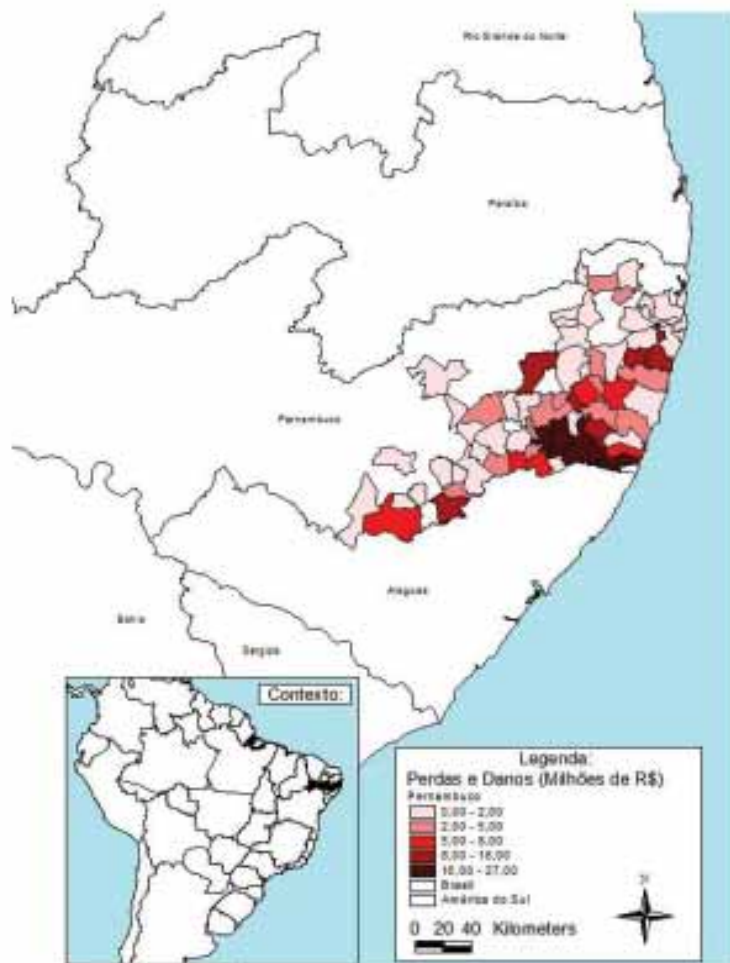 Rio Grande do Norte
Paraíba
Pernambuco
Alagoas
Bahia
Sergipe
Contexto:
Legenda:
Perdas e Danos (Milhões de R$)
Pernambuco
0,00 - 2,00
2,00 - 5,00
5,00 - 8,00
8,00 - 16,00
16,00 - 27,00
Brasil
América do Sul
0 20 40 Kilometers